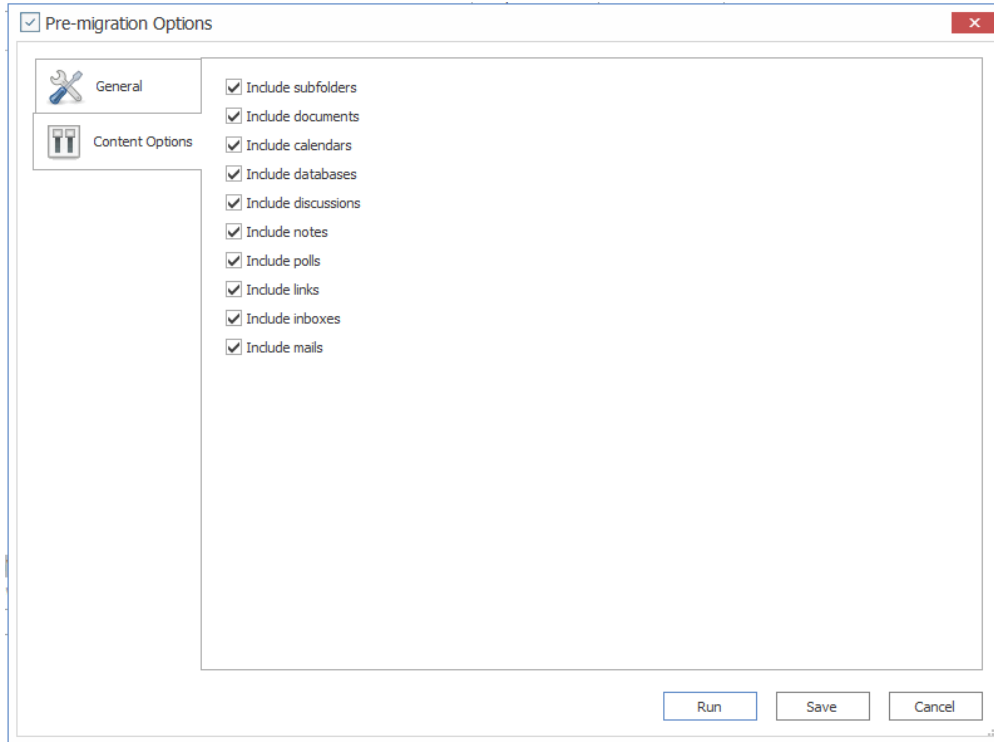 Pre-migration Options
General
Content Options
Include subfolders
Include documents
Include calendars
Include databases
Include discussions
Include notes
Include polls
Include links
Include inboxes
Include mails
Run
Save
Cancel